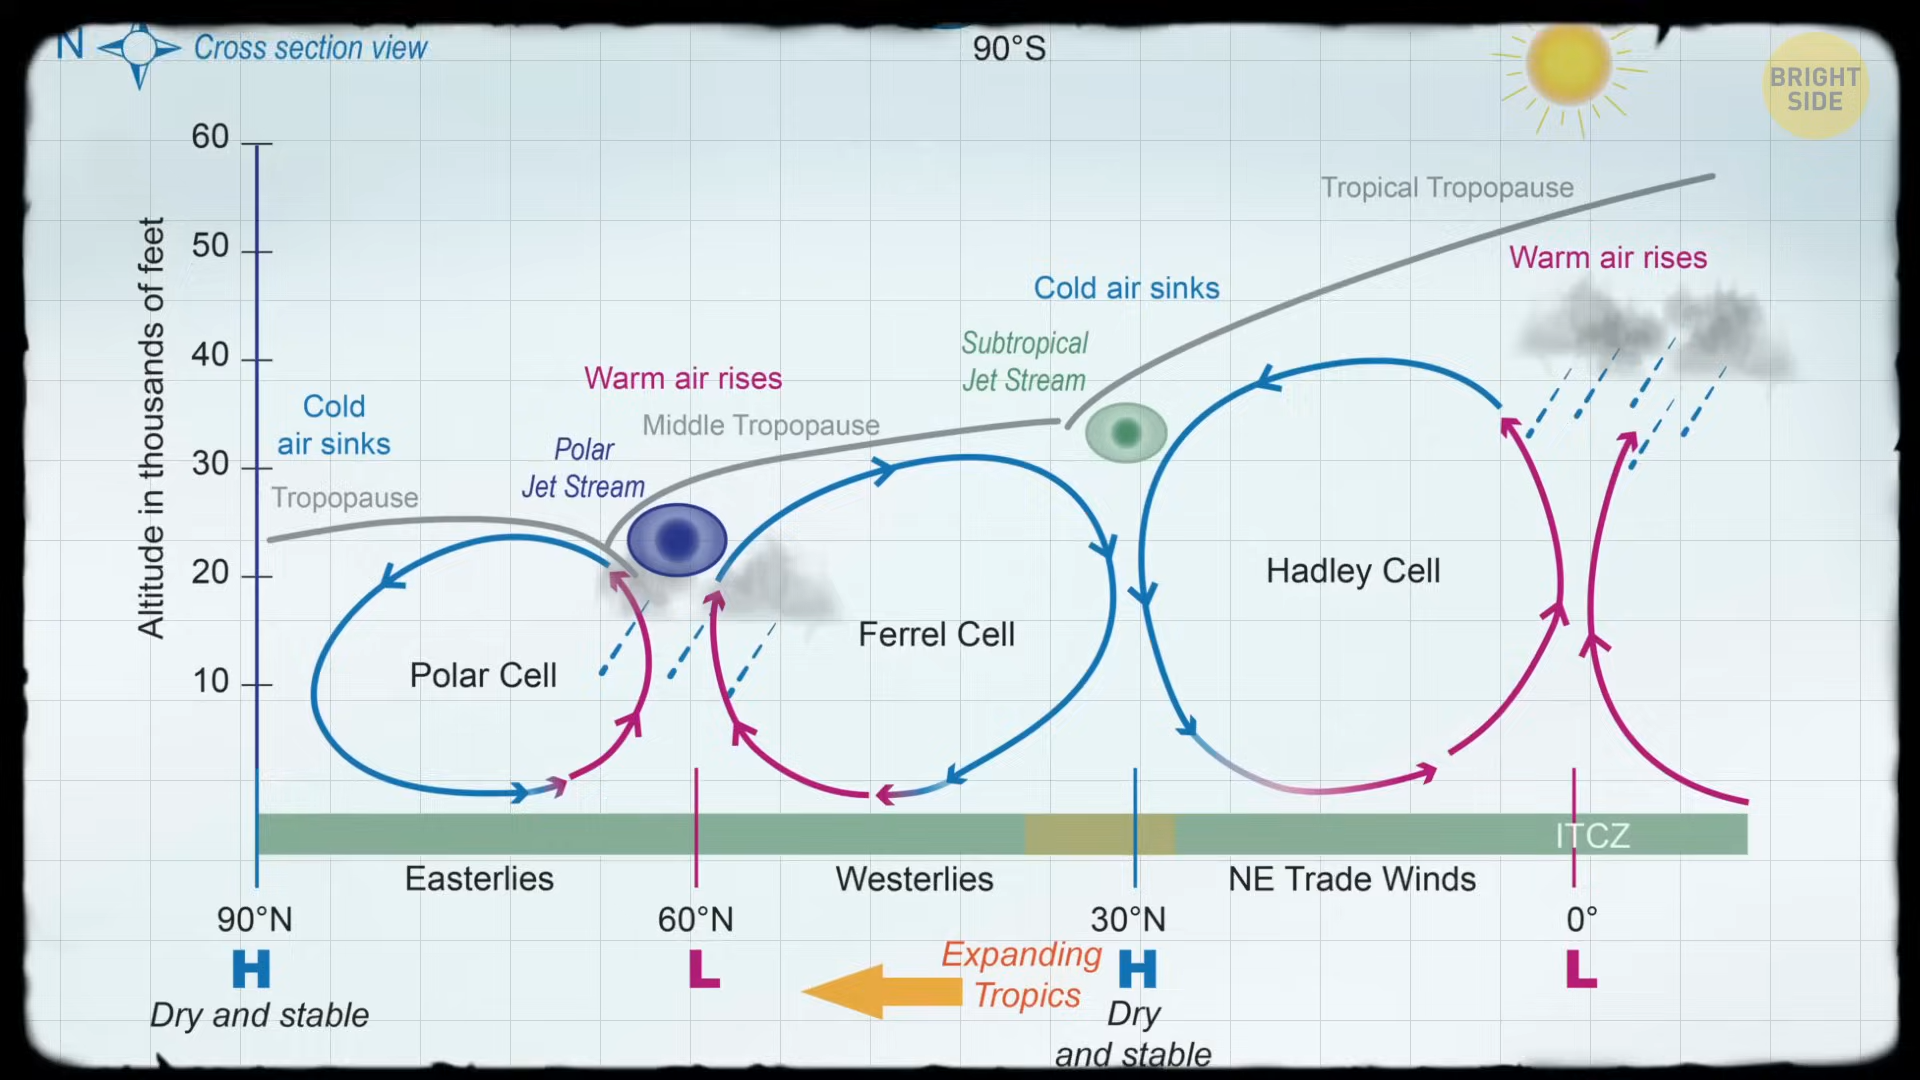 N Cross section view
90°S
BRIGHT
SIDE
60
50
40
30
20
10
Altitude in thousands of feet
Tropical Tropopause
Warm air rises
Cold air sinks
Subtropical
Jet Stream
Warm air rises
Middle Tropopause
Cold
air sinks
Polar
Jet Stream
Tropopause
Polar Cell
Ferrel Cell
Hadley Cell
ITCZ
Easterlies
Westerlies
NE Trade Winds
90°N
60°N
30°N
0°
H
L
H
L
Expanding
Tropics
Dry and stable
Dry
and stable